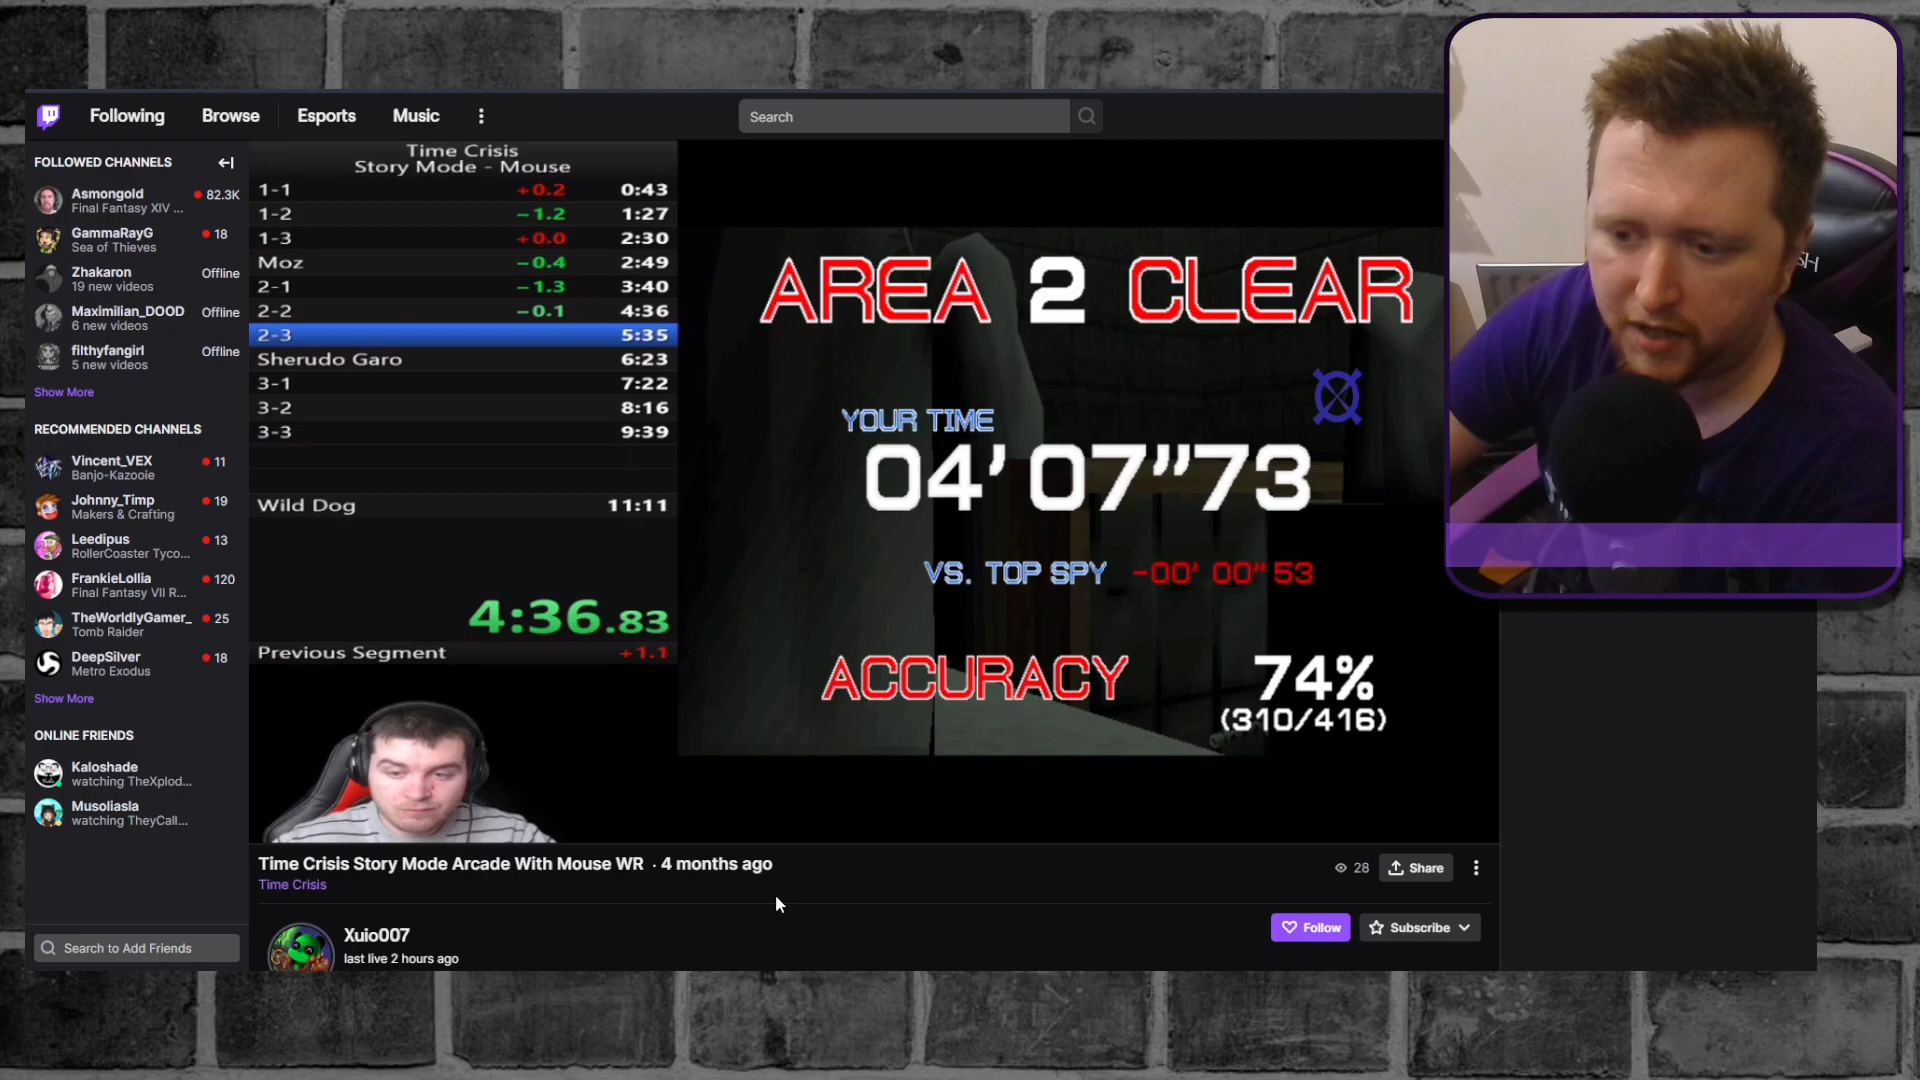 Following
Browse
Esports
Music
Search
FOLLOWED CHANNELS
Asmongold
82.3K
Final Fantasy XIV ...
GammaRayG
18
Sea of Thieves
Zhakaron
Offline
19 new videos
Maximilian_DOOD
Offline
6 new videos
filthyfangirl
Offline
5 new videos
Show More
RECOMMENDED CHANNELS
Vincent_VEX
11
Banjo-Kazooie
Johnny_Timp
19
Makers & Crafting
Leedipus
13
RollerCoaster Tyco...
FrankieLollia
120
Final Fantasy VII R...
TheWorldlyGamer_
25
Tomb Raider
DeepSilver
18
Metro Exodus
Show More
ONLINE FRIENDS
Kaloshade
watching TheXplod...
Musoliasla
watching TheyCall...
Search to Add Friends
Time Crisis
Story Mode - Mouse
1-1 +0.2 0:43
1-2 -1.2 1:27
1-3 +0.0 2:30
Moz -0.4 2:49
2-1 -1.3 3:40
2-2 -0.1 4:36
2-3 5:35
Sherudo Garo 6:23
3-1 7:22
3-2 8:16
3-3 9:39
Wild Dog 11:11
4:36.83
Previous Segment +1.1
AREA 2 CLEAR
YOUR TIME
04'07"73
VS. TOP SPY -00'00"53
ACCURACY 74%
(310/416)
Time Crisis Story Mode Arcade With Mouse WR · 4 months ago
Time Crisis
28
Share
Xuio007
last live 2 hours ago
Follow
Subscribe